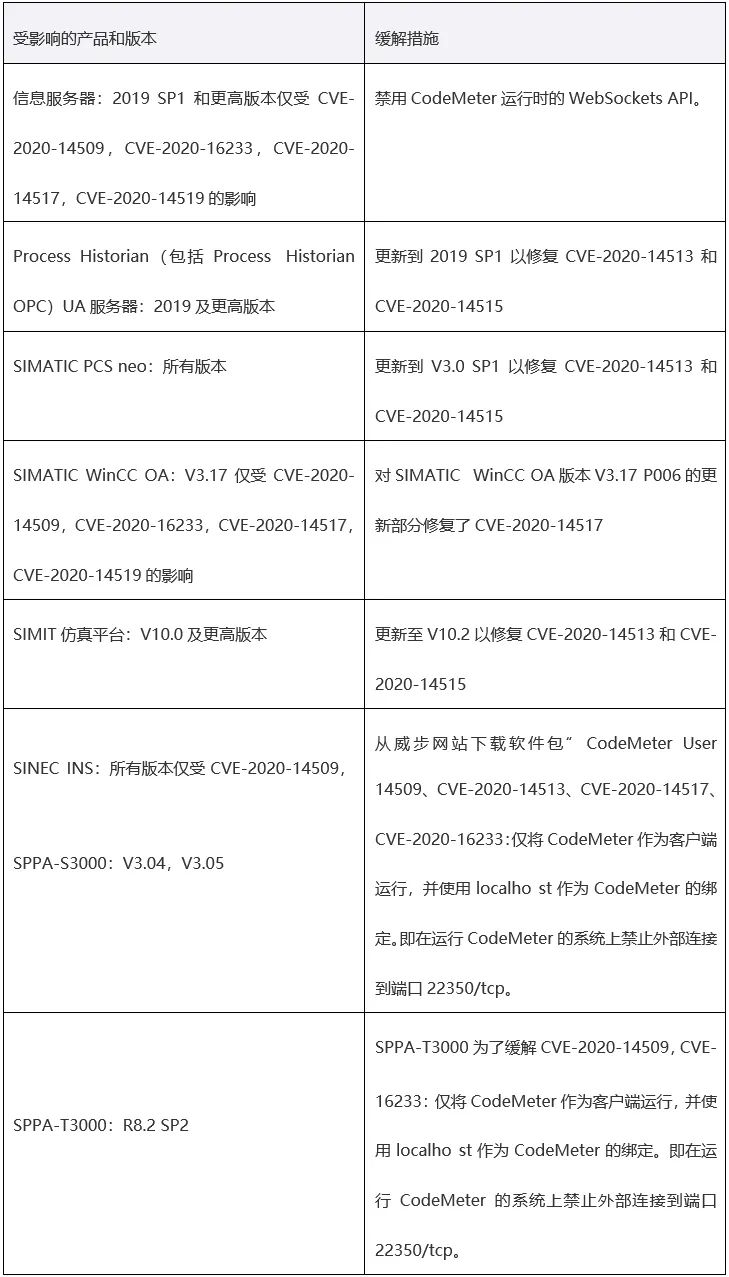 受影响的产品和版本
缓解措施
信息服务器：2019 SP1 和更高版本仅受 CVE-
2020-14509，CVE-2020-16233，CVE-2020-
14517，CVE-2020-14519 的影响
禁用 CodeMeter 运行时的 WebSockets API。
Process Historian（包括 Process Historian
OPC）UA 服务器：2019 及更高版本
更新到 2019 SP1 以修复 CVE-2020-14513 和
CVE-2020-14515
SIMATIC PCS neo：所有版本
更新到 V3.0 SP1 以修复 CVE-2020-14513 和
CVE-2020-14515
SIMATIC WinCC OA：V3.17 仅受 CVE-2020-
14509，CVE-2020-16233，CVE-2020-14517，
CVE-2020-14519 的影响
对 SIMATIC WinCC OA 版本 V3.17 P006 的更
新部分修复了 CVE-2020-14517
SIMIT 仿真平台：V10.0 及更高版本
更新至 V10.2 以修复 CVE-2020-14513 和 CVE-
2020-14515
SINEC INS：所有版本仅受 CVE-2020-14509，
SPPA-S3000：V3.04，V3.05
从威步网站下载软件包” CodeMeter User
14509、CVE-2020-14513、CVE-2020-14517、
CVE-2020-16233：仅将 CodeMeter 作为客户端
运行，并使用 localho st 作为 CodeMeter 的绑
定。即在运行 CodeMeter 的系统上禁止外部连接
到端口 22350/tcp。
SPPA-T3000：R8.2 SP2
SPPA-T3000 为了缓解 CVE-2020-14509，CVE-
16233：仅将 CodeMeter 作为客户端运行，并使
用 localho st 作为 CodeMeter 的绑定。即在运
行 CodeMeter 的系统上禁止外部连接到端口
22350/tcp。